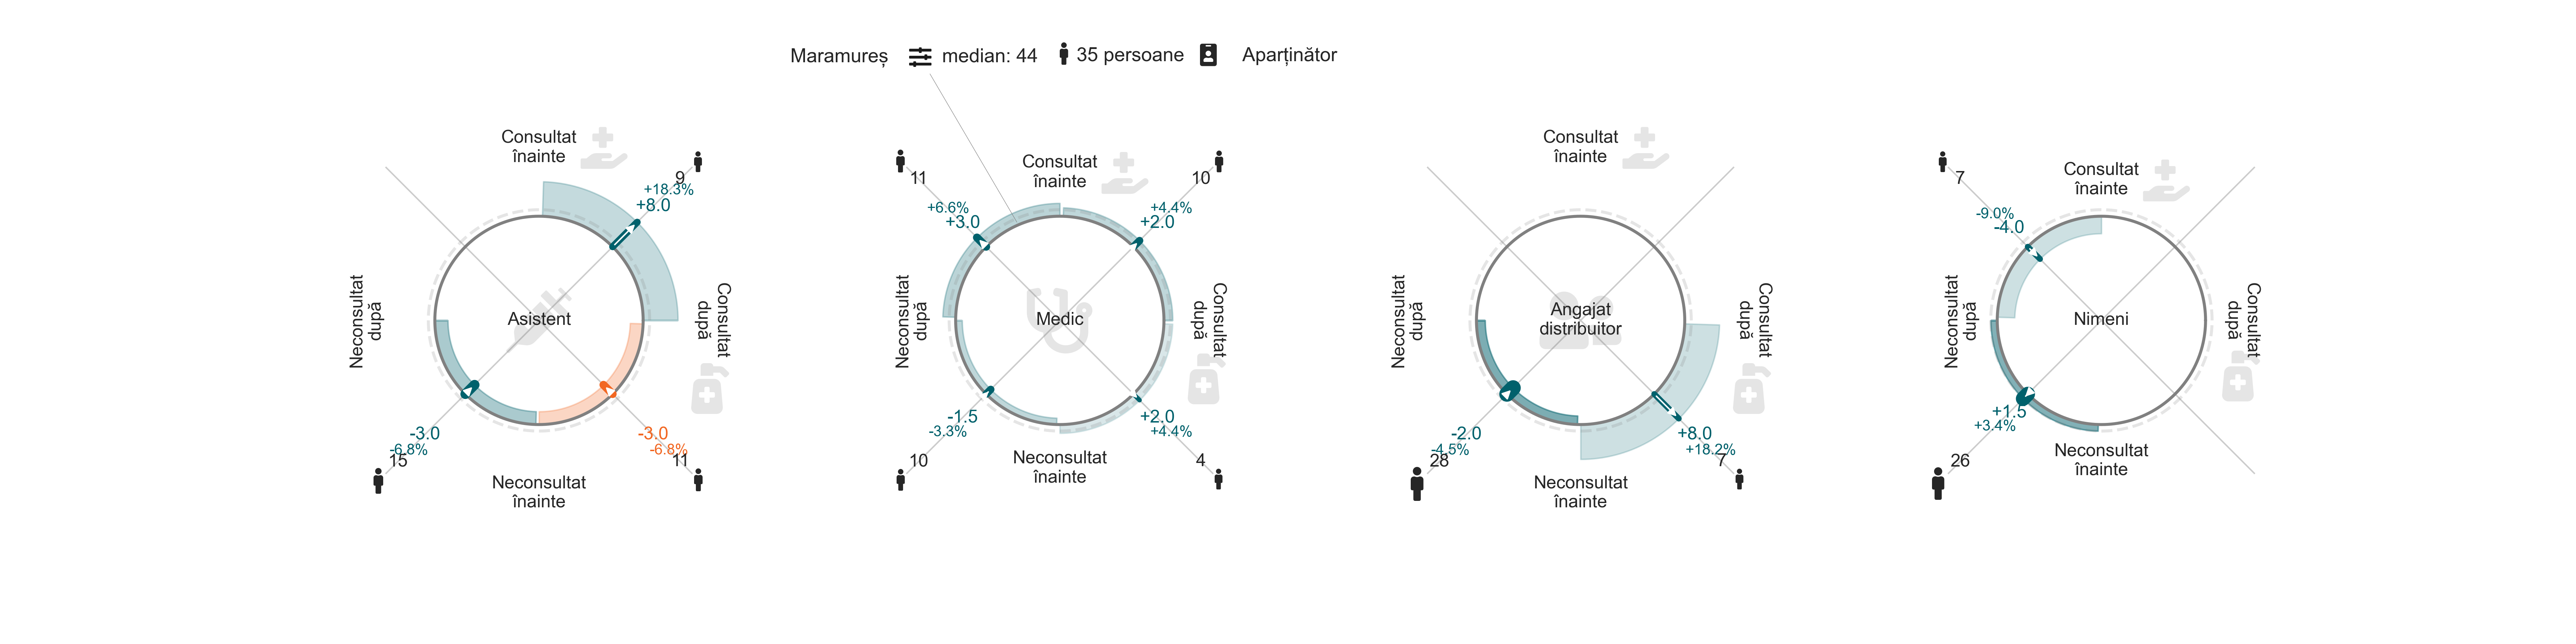 Maramureș median: 44 35 persoane Aparținător
Consultat
înainte
9
+18.3%
+8.0
Neconsultat
după
Asistent
Consultat
după
-3.0
-6.8%
15
-3.0
-6.8%
11
Neconsultat
înainte
11
+6.6%
+3.0
Consultat
înainte
10
+4.4%
+2.0
Neconsultat
după
Medic
Consultat
după
-1.5
-3.3%
10
+2.0
+4.4%
4
Neconsultat
înainte
Consultat
înainte
Neconsultat
după
Angajat
distribuitor
Consultat
după
-2.0
-4.5%
28
+8.0
+18.2%
7
Neconsultat
înainte
7
-9.0%
-4.0
Consultat
înainte
Neconsultat
după
Nimeni
Consultat
după
+1.5
+3.4%
26
Neconsultat
înainte